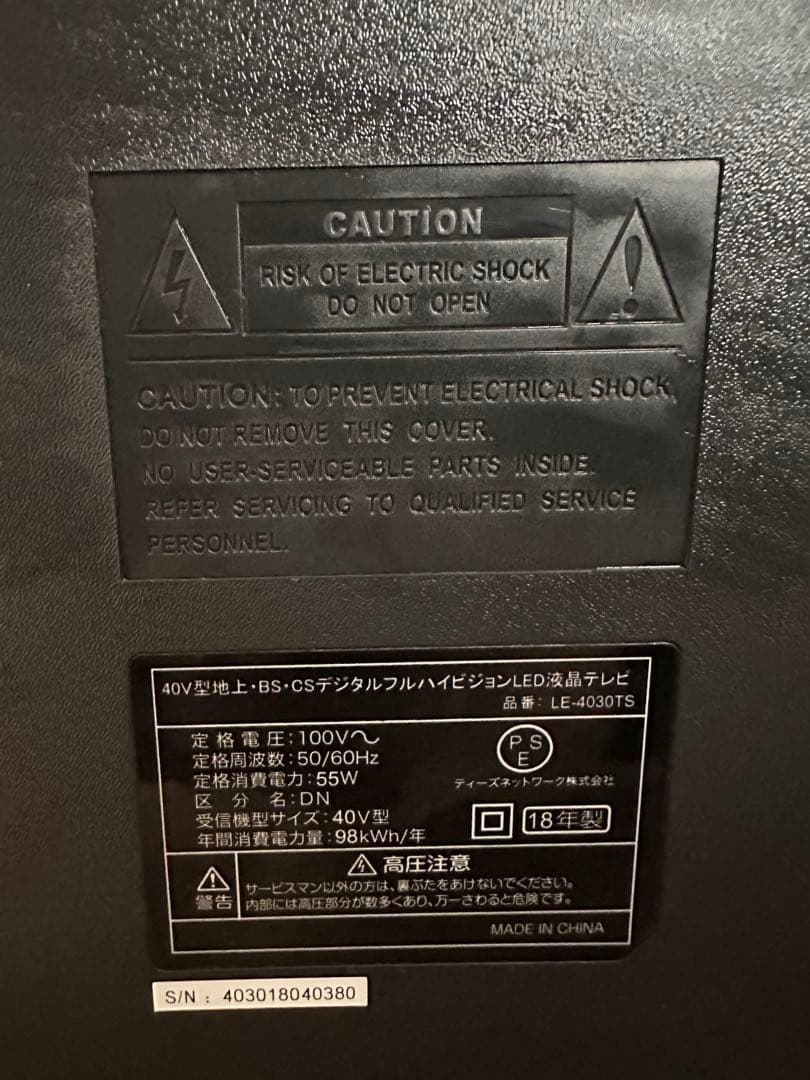 CAUTION
RISK OF ELECTRIC SHOCK
DO NOT OPEN
CAUTION: TO PREVENT ELECTRICAL SHOCK,
DO NOT REMOVE THIS COVER.
NO USER-SERVICEABLE PARTS INSIDE.
REFER SERVICING TO QUALIFIED SERVICE
PERSONNEL.
40V型地上・BS・CSデジタルフルハイビジョンLED液晶テレビ
品番: LE-4030TS
定格電圧:100V〜
定格周波数:50/60Hz
定格消費電力:55W
区分名:DN
受信機型サイズ:40V型
年間消費電力量:98kWh/年
PSE
ティーズネットワーク株式会社
18年製
高圧注意
警告
サービスマン以外の方は、裏ぶたをあけないでください。
内部には高圧部分が数多くあり、万一さわると危険です。
MADE IN CHINA
S/N : 403018040380